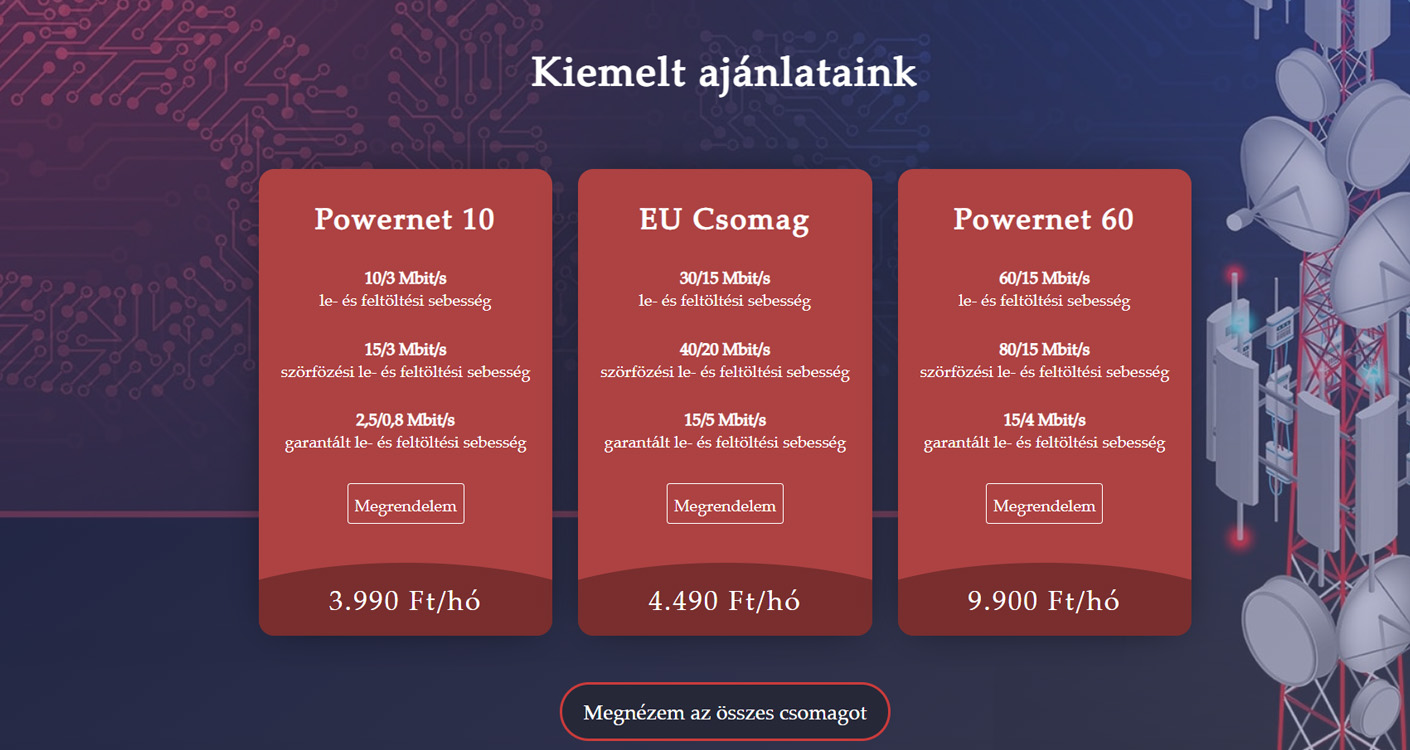 Kiemelt ajánlataink
Powernet 10
10/3 Mbit/s
le- és feltöltési sebesség
15/3 Mbit/s
szörfözési le- és feltöltési sebesség
2,5/0,8 Mbit/s
garantált le- és feltöltési sebesség
Megrendelem
3.990 Ft/hó
EU Csomag
30/15 Mbit/s
le- és feltöltési sebesség
40/20 Mbit/s
szörfözési le- és feltöltési sebesség
15/5 Mbit/s
garantált le- és feltöltési sebesség
Megrendelem
4.490 Ft/hó
Powernet 60
60/15 Mbit/s
le- és feltöltési sebesség
80/15 Mbit/s
szörfözési le- és feltöltési sebesség
15/4 Mbit/s
garantált le- és feltöltési sebesség
Megrendelem
9.900 Ft/hó
Megnézem az összes csomagot